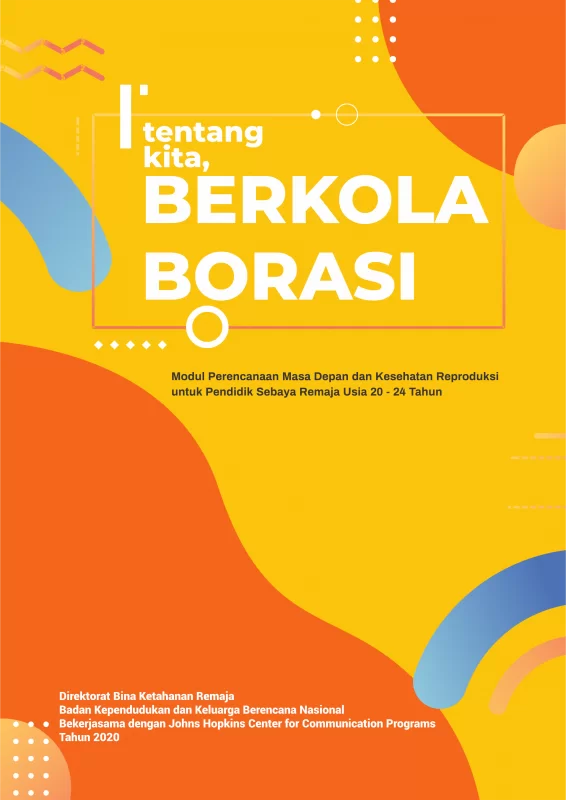 tentang
kita,
BERKOLA
BORASI
Modul Perencanaan Masa Depan dan Kesehatan Reproduksi
untuk Pendidik Sebaya Remaja Usia 20 - 24 Tahun
Direktorat Bina Ketahanan Remaja
Badan Kependudukan dan Keluarga Berencana Nasional
Bekerjasama dengan Johns Hopkins Center for Communication Programs
Tahun 2020